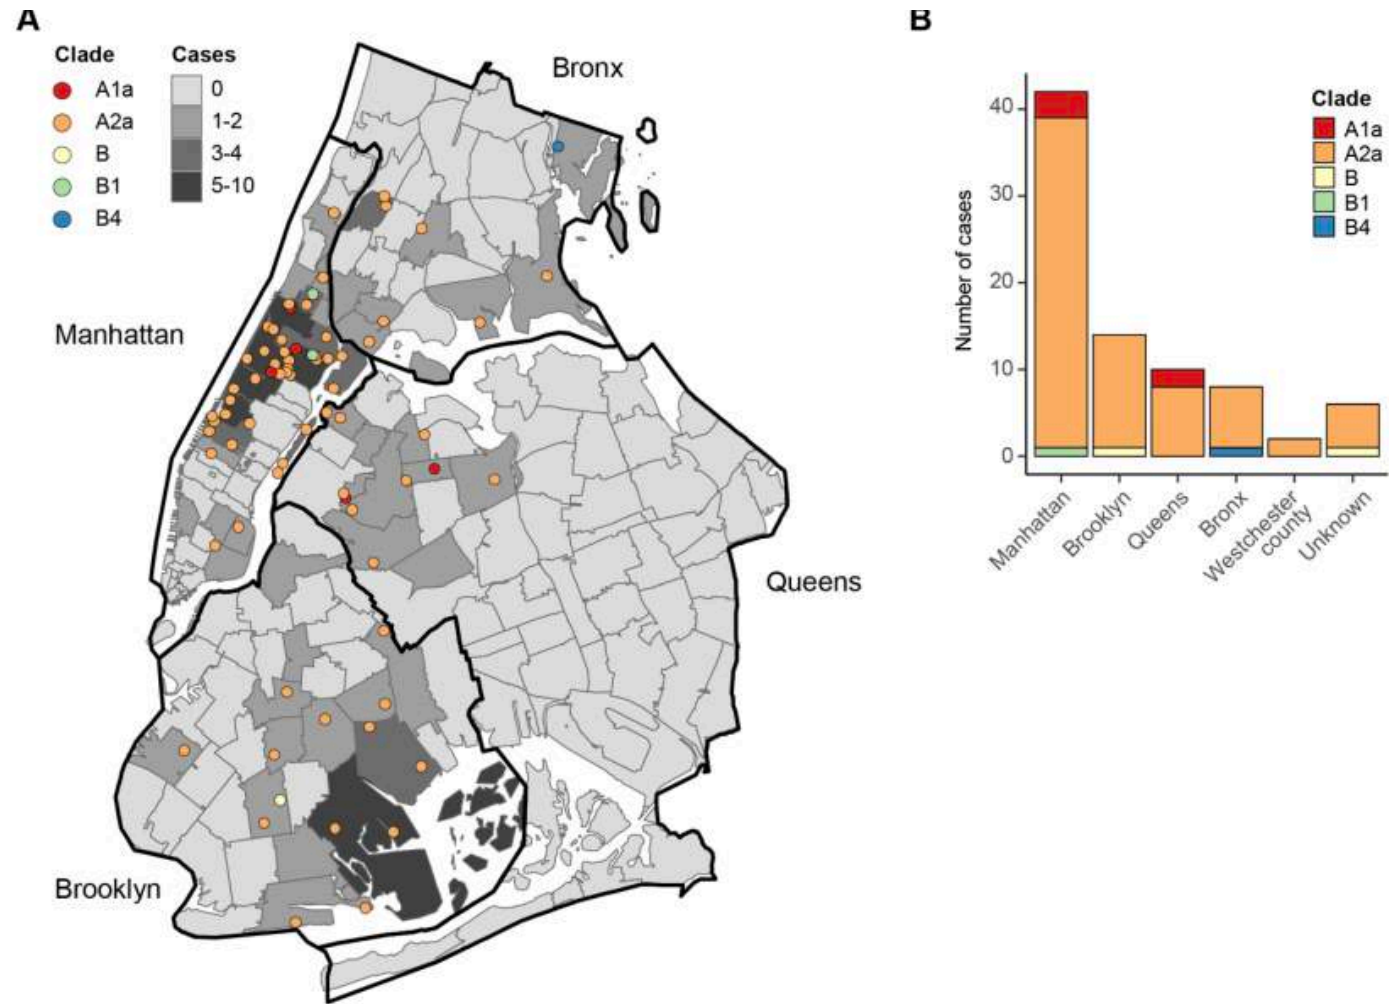 A
Clade
Cases
A1a
A2a
B
B1
B4
0
1-2
3-4
5-10
Bronx
Manhattan
Queens
Brooklyn
B
Number of cases
40
30
20
10
0
Clade
A1a
A2a
B
B1
B4
Manhattan
Brooklyn
Queens
Bronx
Westchester
county
Unknown